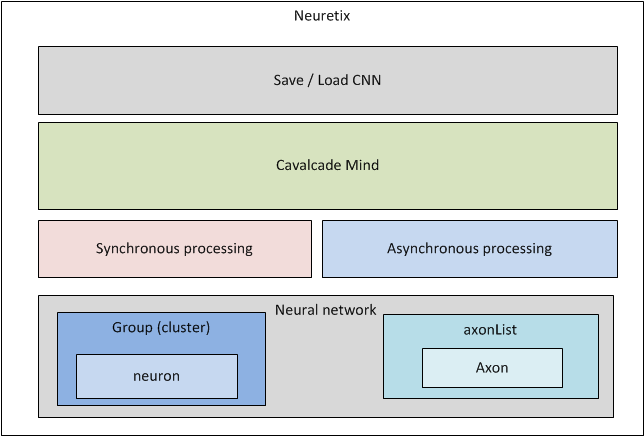 Neuretix
Save / Load CNN
Cavalcade Mind
Synchronous processing
Asynchronous processing
Neural network
Group (cluster)
neuron
axonList
Axon